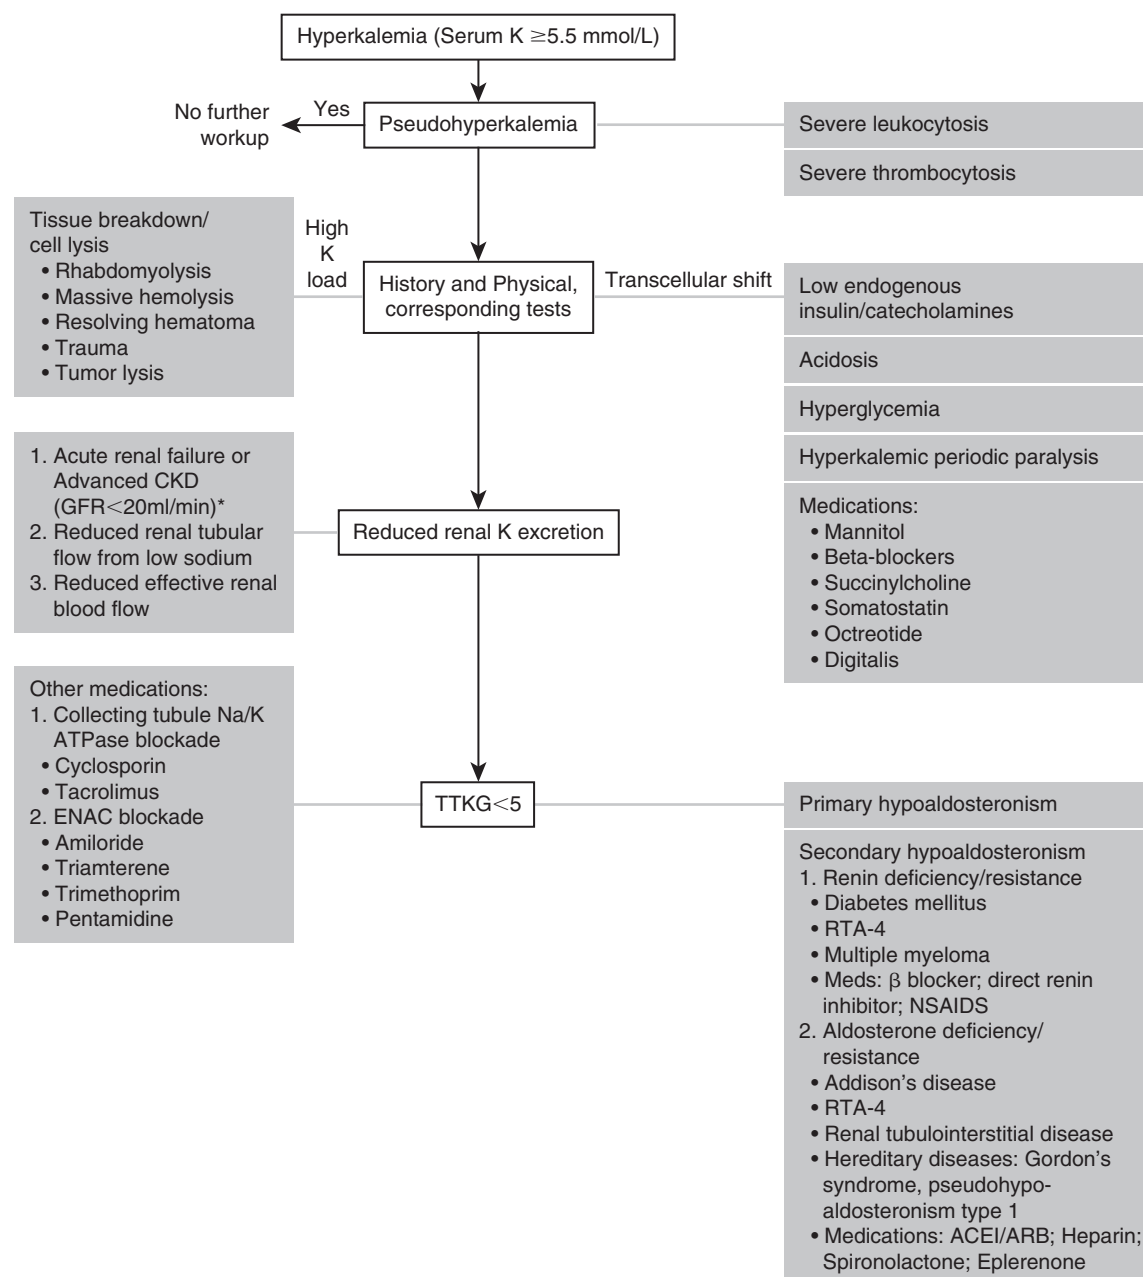 Hyperkalemia (Serum K ≥5.5 mmol/L)
No further
workup
Yes
Pseudohyperkalemia
Severe leukocytosis
Severe thrombocytosis
Tissue breakdown/
cell lysis
• Rhabdomyolysis
• Massive hemolysis
• Resolving hematoma
• Trauma
• Tumor lysis
High
K
load
History and Physical,
corresponding tests
Transcellular shift
Low endogenous
insulin/catecholamines
Acidosis
Hyperglycemia
Hyperkalemic periodic paralysis
Medications:
• Mannitol
• Beta-blockers
• Succinylcholine
• Somatostatin
• Octreotide
• Digitalis
1. Acute renal failure or
Advanced CKD
(GFR<20ml/min)*
2. Reduced renal tubular
flow from low sodium
3. Reduced effective renal
blood flow
Reduced renal K excretion
Other medications:
1. Collecting tubule Na/K
ATPase blockade
• Cyclosporin
• Tacrolimus
2. ENAC blockade
• Amiloride
• Triamterene
• Trimethoprim
• Pentamidine
TTKG<5
Primary hypoaldosteronism
Secondary hypoaldosteronism
1. Renin deficiency/resistance
• Diabetes mellitus
• RTA-4
• Multiple myeloma
• Meds: β blocker; direct renin
inhibitor; NSAIDS
2. Aldosterone deficiency/
resistance
• Addison's disease
• RTA-4
• Renal tubulointerstitial disease
• Hereditary diseases: Gordon's
syndrome, pseudohypo-
aldosteronism type 1
• Medications: ACEI/ARB; Heparin;
Spironolactone; Eplerenone